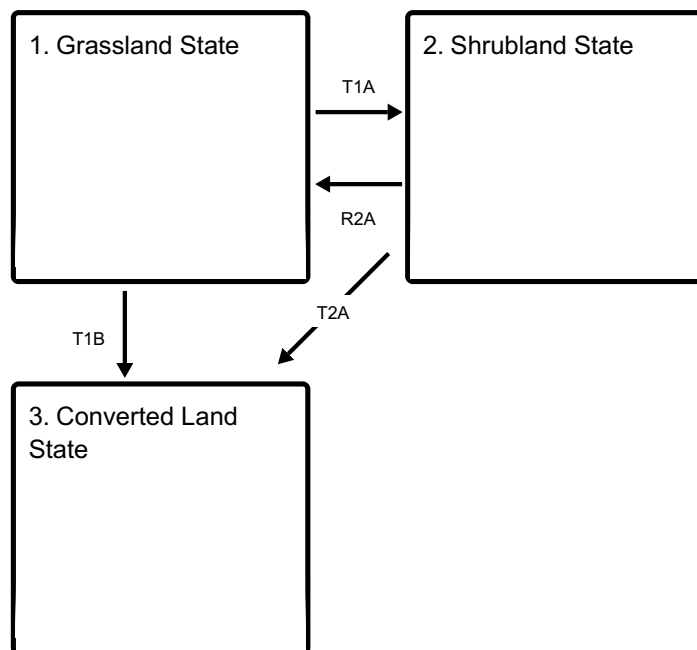 1. Grassland State
2. Shrubland State
T1A
R2A
T2A
T1B
3. Converted Land
State